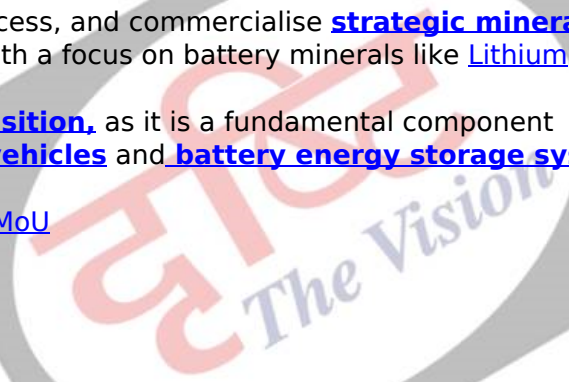 cess, and commercialise strategic minera
th a focus on battery minerals like Lithium
sition, as it is a fundamental component
vehicles and battery energy storage sys
MoU
दृष्टि
The Vision